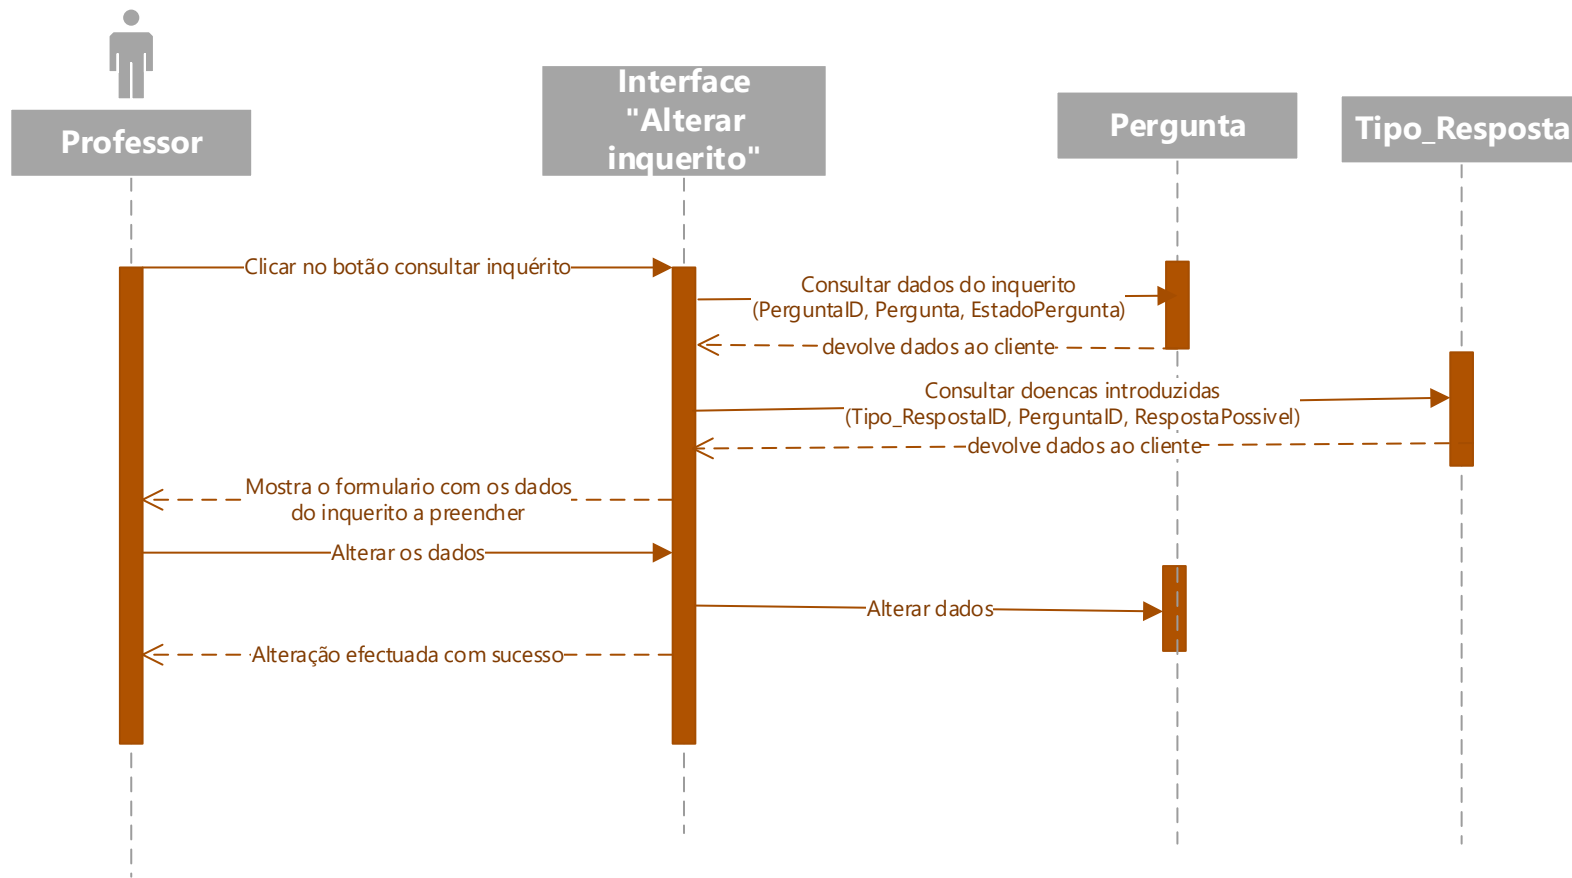 Professor
Interface
"Alterar
inquerito"
Pergunta
Tipo_Resposta
Clicar no botão consultar inquérito
Consultar dados do inquerito
(PerguntaID, Pergunta, EstadoPergunta)
devolve dados ao cliente
Consultar doencas introduzidas
(Tipo_RespostaID, PerguntaID, RespostaPossivel)
devolve dados ao cliente
Mostra o formulario com os dados
do inquerito a preencher
Alterar os dados
Alterar dados
Alteração efectuada com sucesso